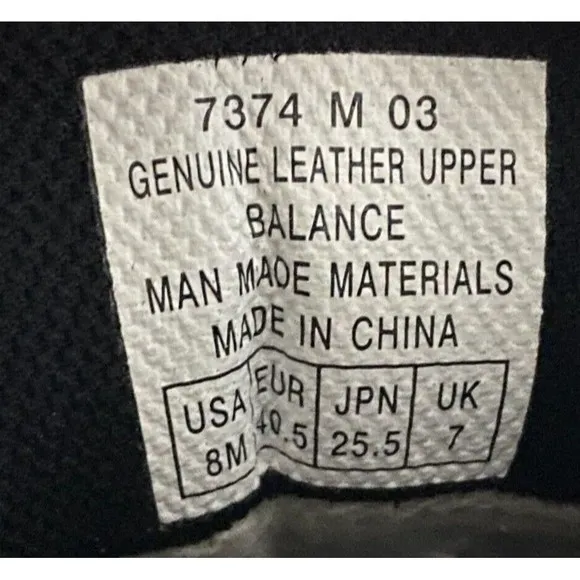 7374 M 03
GENUINE LEATHER UPPER
BALANCE
MAN MADE MATERIALS
MADE IN CHINA
USA EUR JPN UK
8M 40.5 25.5 7